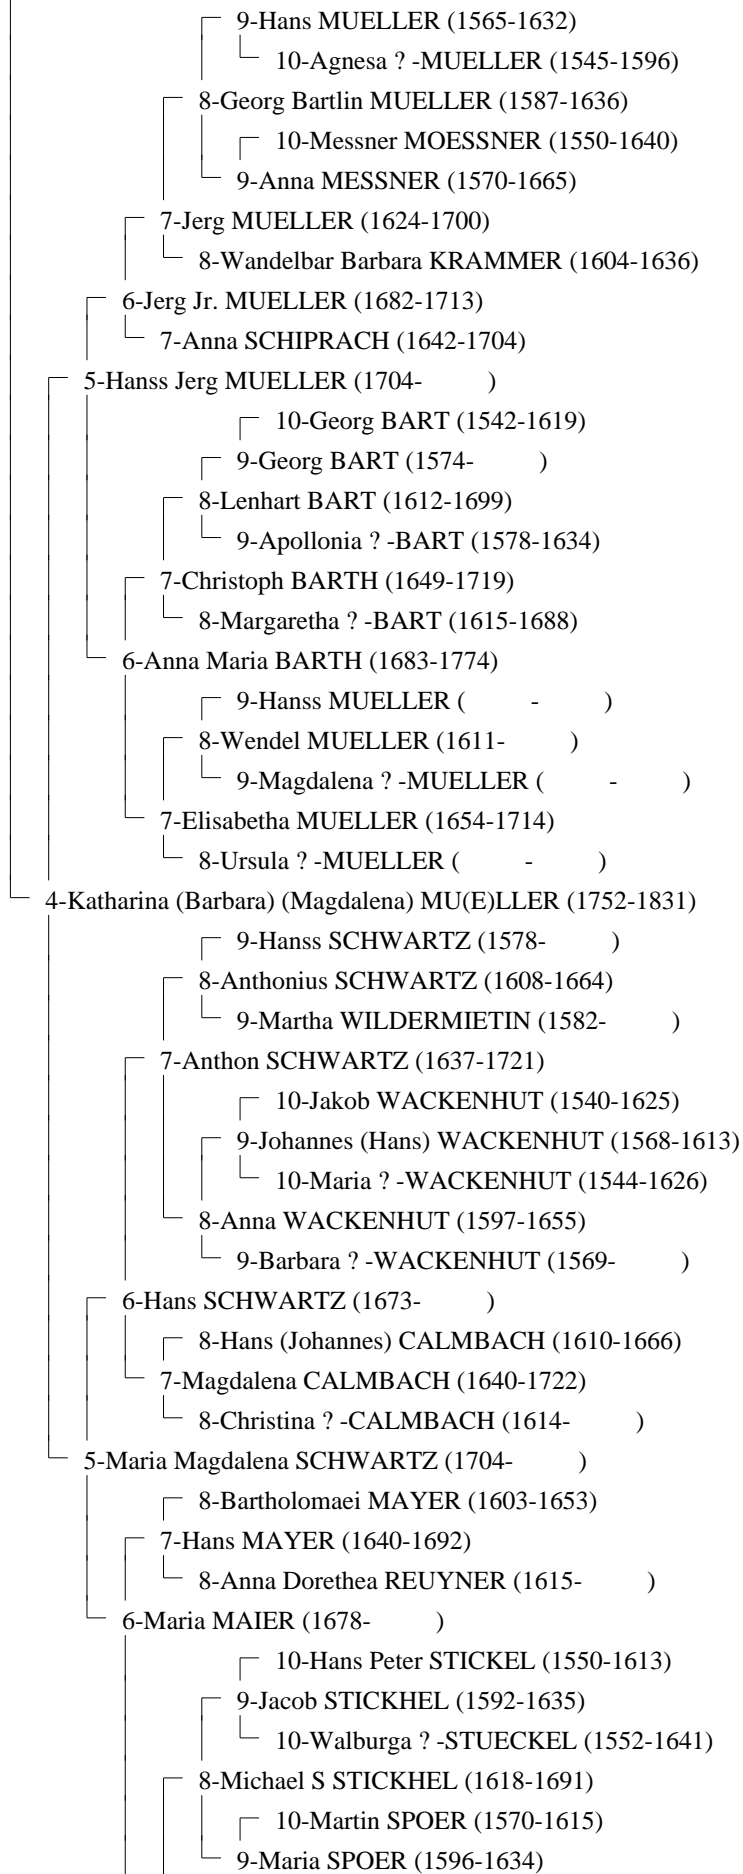 9-Hans MUELLER (1565-1632)
10-Agnesa ? -MUELLER (1545-1596)
8-Georg Bartlin MUELLER (1587-1636)
10-Messner MOESSNER (1550-1640)
9-Anna MESSNER (1570-1665)
7-Jerg MUELLER (1624-1700)
8-Wandelbar Barbara KRAMMER (1604-1636)
6-Jerg Jr. MUELLER (1682-1713)
7-Anna SCHIPRACH (1642-1704)
5-Hanss Jerg MUELLER (1704- )
10-Georg BART (1542-1619)
9-Georg BART (1574- )
8-Lenhart BART (1612-1699)
9-Apollonia ? -BART (1578-1634)
7-Christoph BARTH (1649-1719)
8-Margaretha ? -BART (1615-1688)
6-Anna Maria BARTH (1683-1774)
9-Hanss MUELLER ( - )
8-Wendel MUELLER (1611- )
9-Magdalena ? -MUELLER ( - )
7-Elisabetha MUELLER (1654-1714)
8-Ursula ? -MUELLER ( - )
4-Katharina (Barbara) (Magdalena) MU(E)LLER (1752-1831)
9-Hanss SCHWARTZ (1578- )
8-Anthonius SCHWARTZ (1608-1664)
9-Martha WILDERMIETIN (1582- )
7-Anthon SCHWARTZ (1637-1721)
10-Jakob WACKENHUT (1540-1625)
9-Johannes (Hans) WACKENHUT (1568-1613)
10-Maria ? -WACKENHUT (1544-1626)
8-Anna WACKENHUT (1597-1655)
9-Barbara ? -WACKENHUT (1569- )
6-Hans SCHWARTZ (1673- )
8-Hans (Johannes) CALMBACH (1610-1666)
7-Magdalena CALMBACH (1640-1722)
8-Christina ? -CALMBACH (1614- )
5-Maria Magdalena SCHWARTZ (1704- )
8-Bartholomaei MAYER (1603-1653)
7-Hans MAYER (1640-1692)
8-Anna Dorethea REUYNER (1615- )
6-Maria MAIER (1678- )
10-Hans Peter STICKEL (1550-1613)
9-Jacob STICKHEL (1592-1635)
10-Walburga ? -STUECKEL (1552-1641)
8-Michael S STICKHEL (1618-1691)
10-Martin SPOER (1570-1615)
9-Maria SPOER (1596-1634)